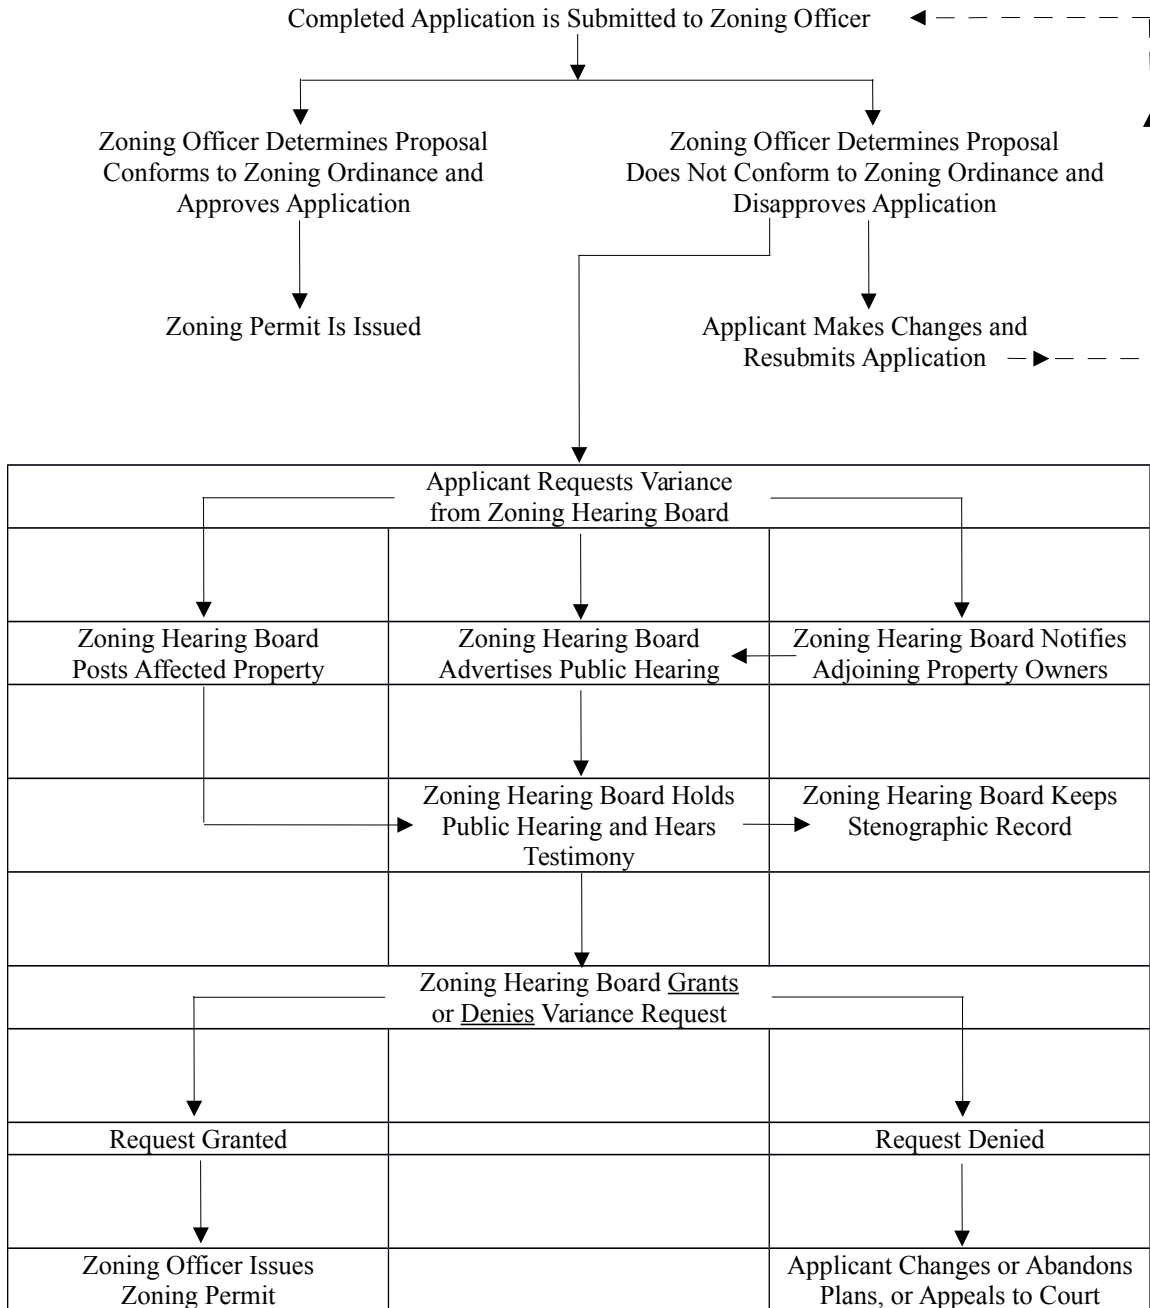 Completed Application is Submitted to Zoning Officer
Zoning Officer Determines Proposal
Conforms to Zoning Ordinance and
Approves Application
Zoning Officer Determines Proposal
Does Not Conform to Zoning Ordinance and
Disapproves Application
Zoning Permit Is Issued
Applicant Makes Changes and
Resubmits Application
Applicant Requests Variance
from Zoning Hearing Board
Zoning Hearing Board
Posts Affected Property
Zoning Hearing Board
Advertises Public Hearing
Zoning Hearing Board Notifies
Adjoining Property Owners
Zoning Hearing Board Holds
Public Hearing and Hears
Testimony
Zoning Hearing Board Keeps
Stenographic Record
Zoning Hearing Board Grants
or Denies Variance Request
Request Granted
Request Denied
Zoning Officer Issues
Zoning Permit
Applicant Changes or Abandons
Plans, or Appeals to Court